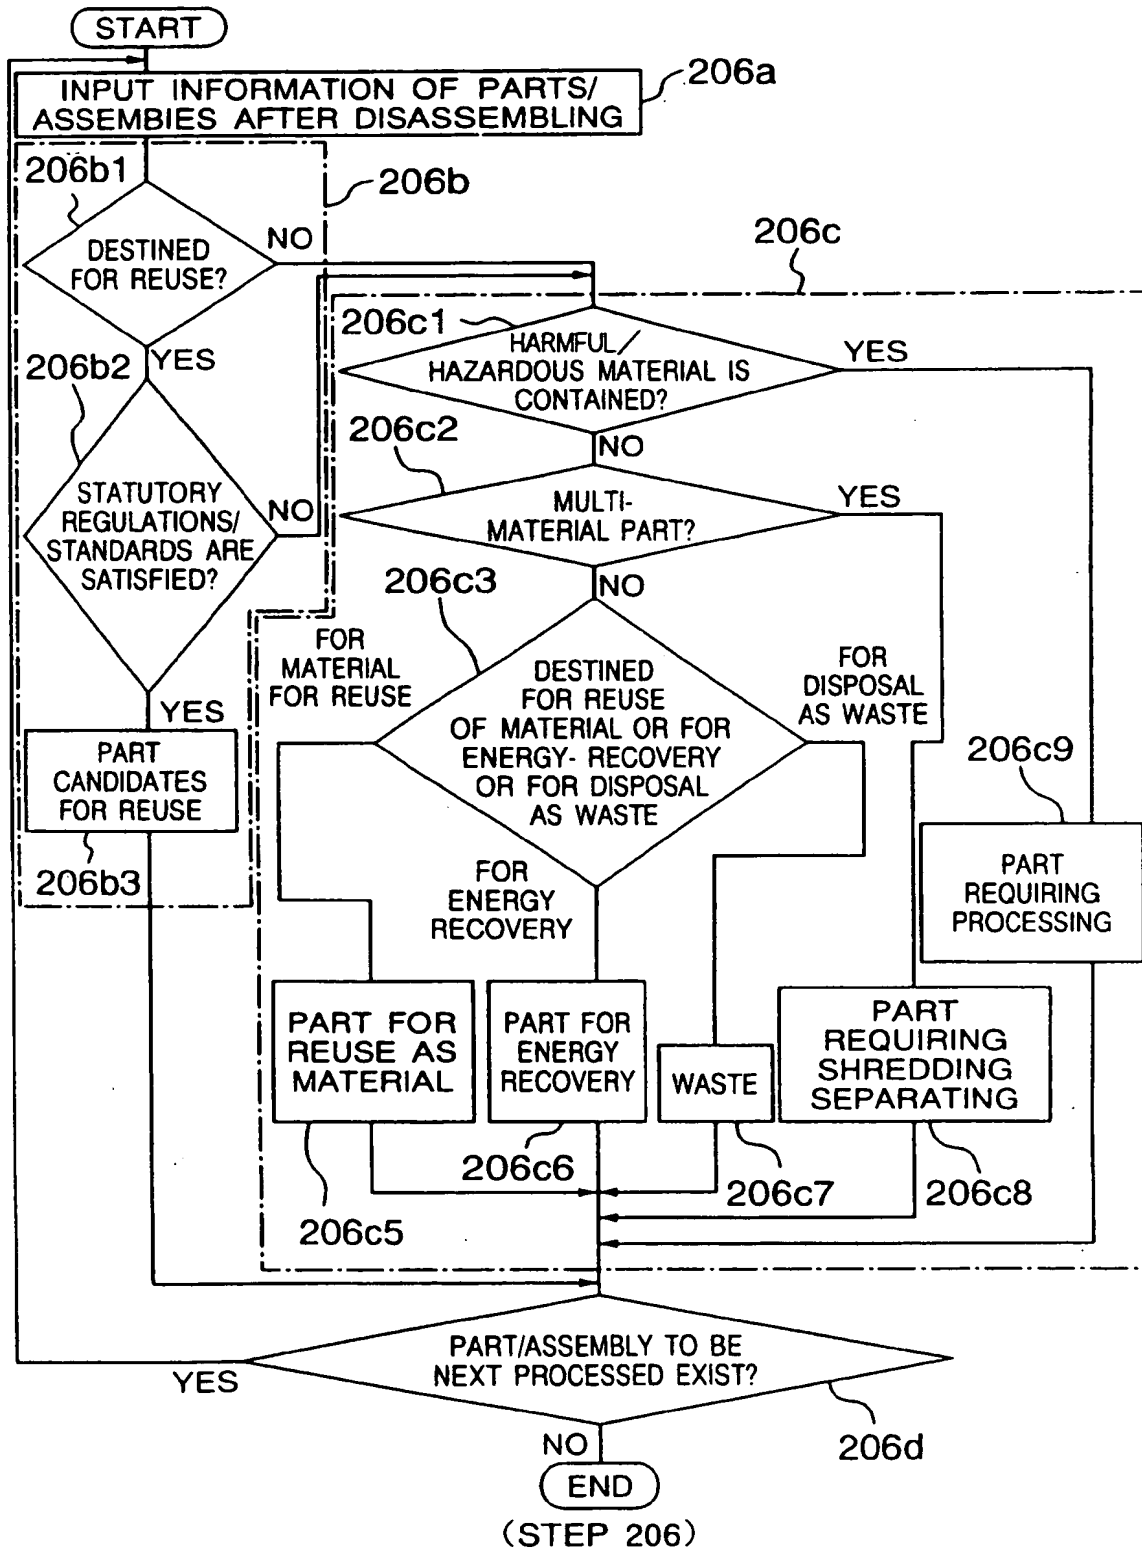 START
206a
INPUT INFORMATION OF PARTS/
ASSEMBIES AFTER DISASSEMBLING
206b1
206b
DESTINED
FOR REUSE?
NO
YES
206c
206c1
HARMFUL/
HAZARDOUS MATERIAL IS
CONTAINED?
YES
NO
206b2
STATUTORY
REGULATIONS/
STANDARDS ARE
SATISFIED?
NO
YES
206c2
MULTI-
MATERIAL PART?
YES
NO
206c3
FOR
MATERIAL
FOR REUSE
DESTINED
FOR REUSE
OF MATERIAL OR FOR
ENERGY- RECOVERY
OR FOR DISPOSAL
AS WASTE
FOR
DISPOSAL
AS WASTE
PART
CANDIDATES
FOR REUSE
206b3
FOR
ENERGY
RECOVERY
206c9
PART
REQUIRING
PROCESSING
PART FOR
REUSE AS
MATERIAL
PART FOR
ENERGY
RECOVERY
WASTE
PART
REQUIRING
SHREDDING
SEPARATING
206c5
206c6
206c7
206c8
PART/ASSEMBLY TO BE
NEXT PROCESSED EXIST?
YES
206d
NO
END
(STEP 206)